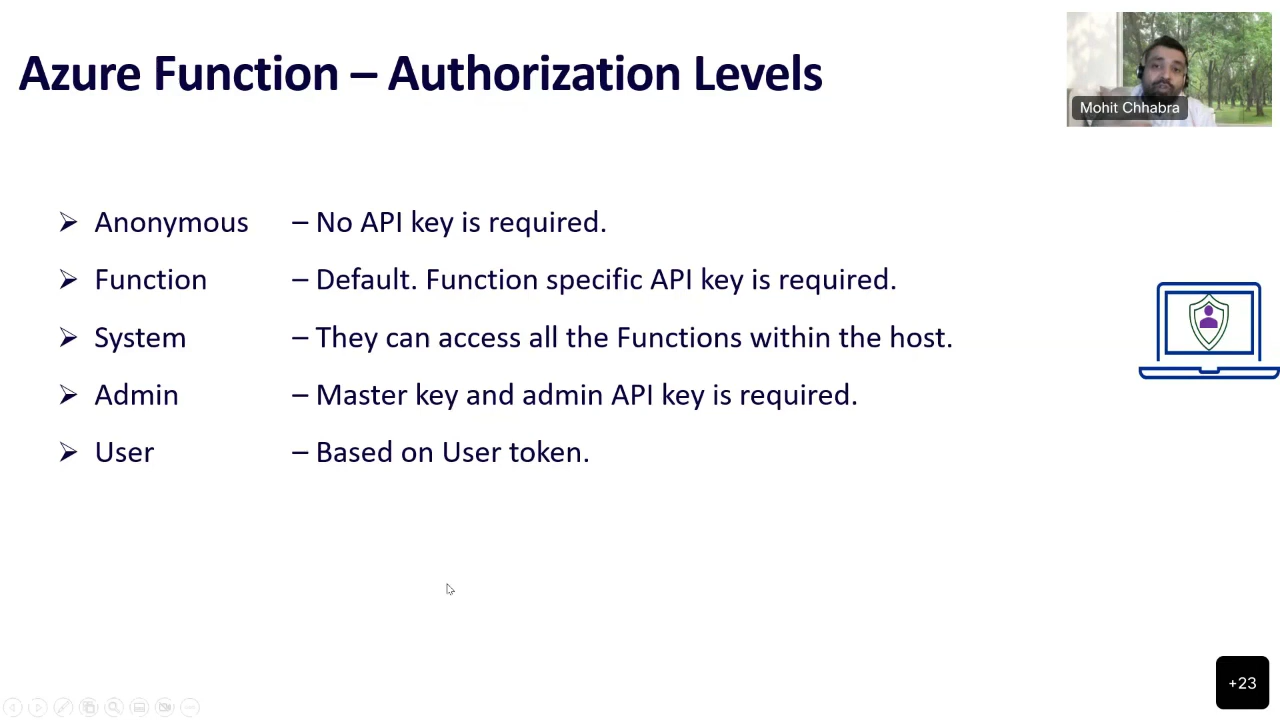 Azure Function – Authorization Levels
Mohit Chhabra
Anonymous – No API key is required.
Function – Default. Function specific API key is required.
System – They can access all the Functions within the host.
Admin – Master key and admin API key is required.
User – Based on User token.
+23